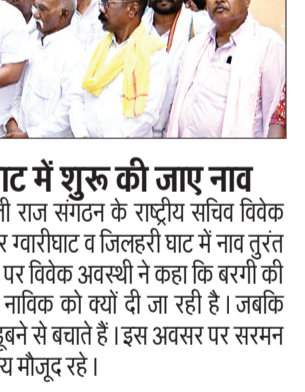 ाट में शुरू की जाए नाव
ी राज संगठन के राष्ट्रीय सचिव विवेक
र ग्वारीघाट व जिलहरी घाट में नाव तुरंत
पर विवेक अवस्थी ने कहा कि बरगी की
नाविक को क्यों दी जा रही है। जबकि
डूबने से बचाते हैं। इस अवसर पर सरमन
य मौजूद रहे।